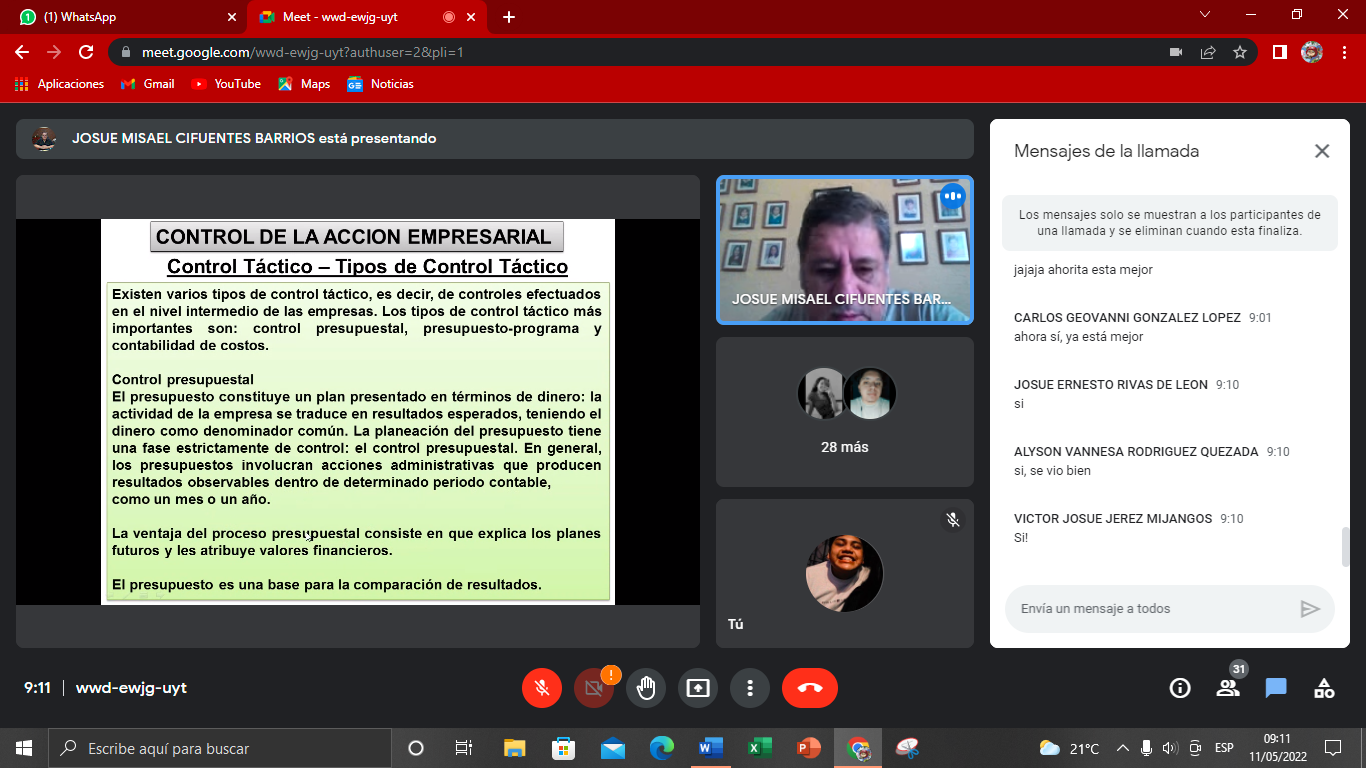 (1) WhatsApp
Meet - wwd-ewjg-uyt
meet.google.com/wwd-ewjg-uyt?authuser=2&pli=1
Aplicaciones
Gmail
YouTube
Maps
Noticias
JOSUE MISAEL CIFUENTES BARRIOS está presentando
CONTROL DE LA ACCION EMPRESARIAL
Control Táctico – Tipos de Control Táctico
Existen varios tipos de control táctico, es decir, de controles efectuados
en el nivel intermedio de las empresas. Los tipos de control táctico más
importantes son: control presupuestal, presupuesto-programa y
contabilidad de costos.
Control presupuestal
El presupuesto constituye un plan presentado en términos de dinero: la
actividad de la empresa se traduce en resultados esperados, teniendo el
dinero como denominador común. La planeación del presupuesto tiene
una fase estrictamente de control: el control presupuestal. En general,
los presupuestos involucran acciones administrativas que producen
resultados observables dentro de determinado periodo contable,
como un mes o un año.
La ventaja del proceso presupuestal consiste en que explica los planes
futuros y les atribuye valores financieros.
El presupuesto es una base para la comparación de resultados.
JOSUE MISAEL CIFUENTES BAR...
28 más
Tú
Mensajes de la llamada
Los mensajes solo se muestran a los participantes de
una llamada y se eliminan cuando esta finaliza.
jajaja ahorita esta mejor
CARLOS GEOVANNI GONZALEZ LOPEZ 9:01
ahora sí, ya está mejor
JOSUE ERNESTO RIVAS DE LEON 9:10
si
ALYSON VANNESA RODRIGUEZ QUEZADA 9:10
si, se vio bien
VICTOR JOSUE JEREZ MIJANGOS 9:10
Si!
Envía un mensaje a todos
9:11 | wwd-ewjg-uyt
31
Escribe aquí para buscar
21°C
ESP
09:11
11/05/2022